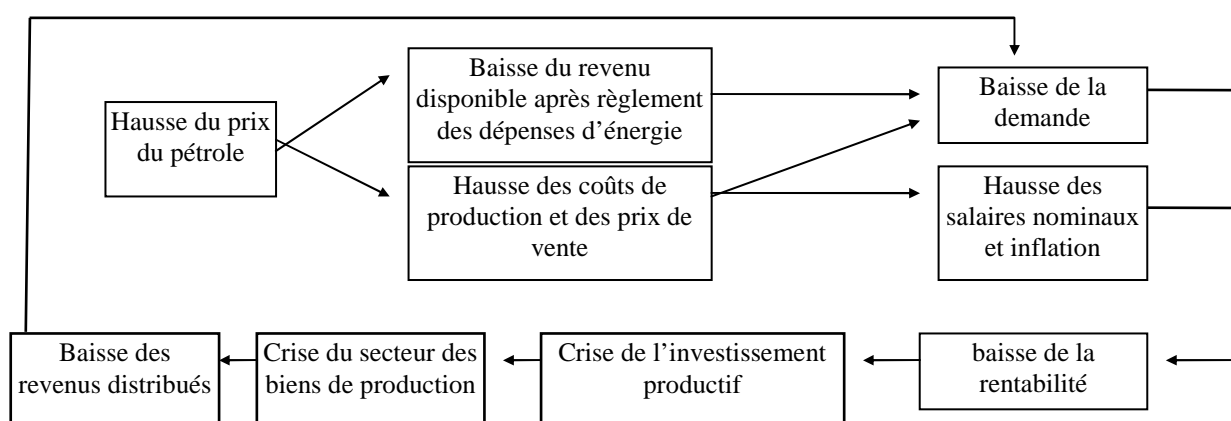 Hausse du prix
du pétrole
Baisse du revenu
disponible après règlement
des dépenses d’énergie
Baisse de la
demande
Hausse des coûts de
production et des prix de
vente
Hausse des
salaires nominaux
et inflation
Baisse des
revenus distribués
Crise du secteur des
biens de production
Crise de l’investissement
productif
baisse de la
rentabilité